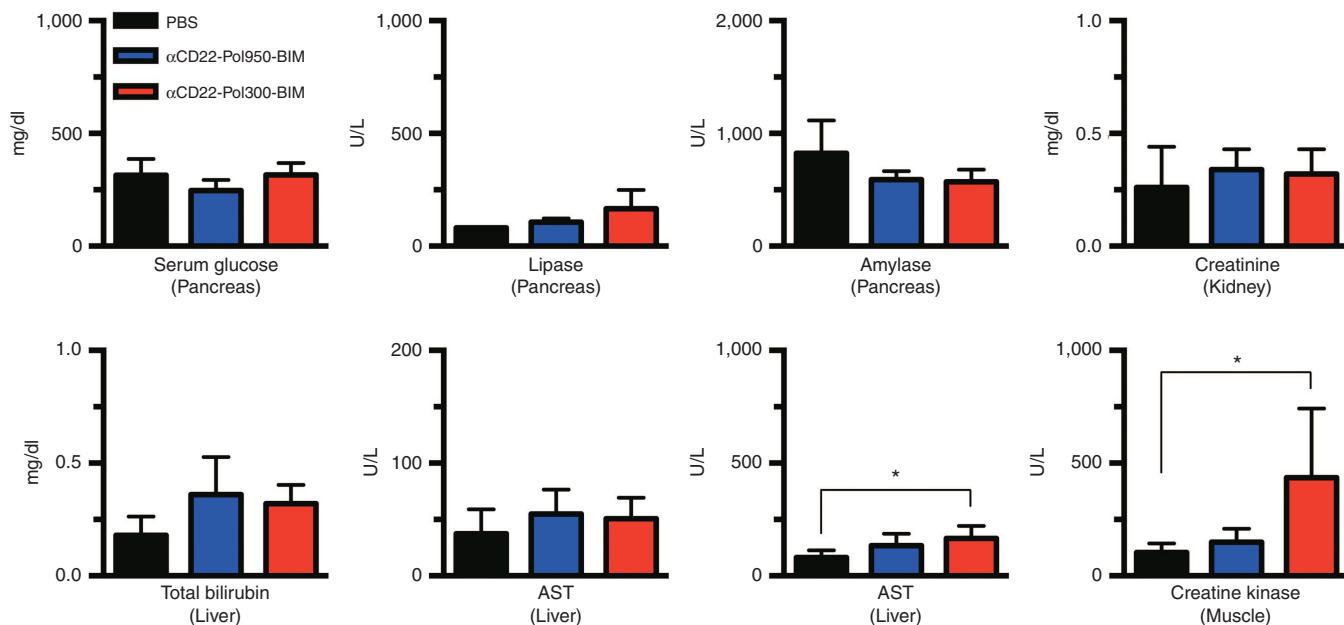 1,000
500
0
mg/dl
PBS
αCD22-Pol950-BIM
αCD22-Pol300-BIM
Serum glucose
(Pancreas)
1,000
500
0
U/L
Lipase
(Pancreas)
2,000
1,000
0
U/L
Amylase
(Pancreas)
1.0
0.5
0.0
mg/dl
Creatinine
(Kidney)
1.0
0.5
0.0
mg/dl
Total bilirubin
(Liver)
200
100
0
U/L
AST
(Liver)
1,000
500
0
U/L
*
AST
(Liver)
1,000
500
0
U/L
*
Creatine kinase
(Muscle)